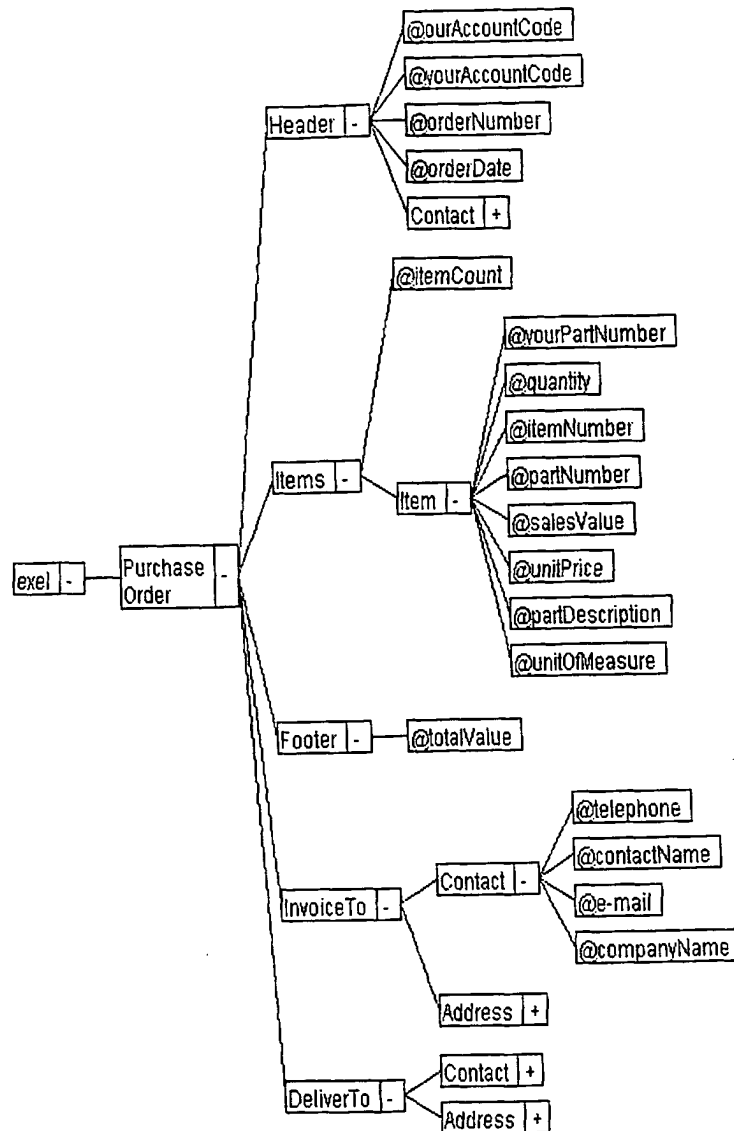 @ourAccountCode
@yourAccountCode
Header -
@orderNumber
@orderDate
Contact +
@itemCount
@yourPartNumber
@quantity
@itemNumber
Items -
Item -
@partNumber
@salesValue
@unitPrice
@partDescription
@unitOfMeasure
exel -
Purchase -
Order
Footer -
@totalValue
@telephone
@contactName
Contact -
@e-mail
@companyName
InvoiceTo -
Address +
Contact +
DeliverTo -
Address +